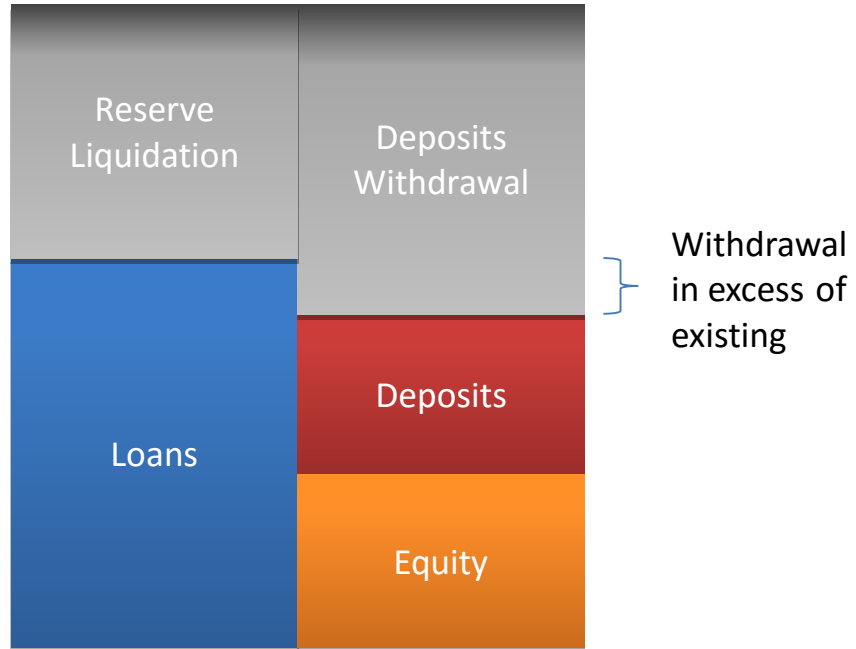 Reserve
Liquidation
Deposits
Withdrawal
Withdrawal
in excess of
existing
Deposits
Loans
Equity